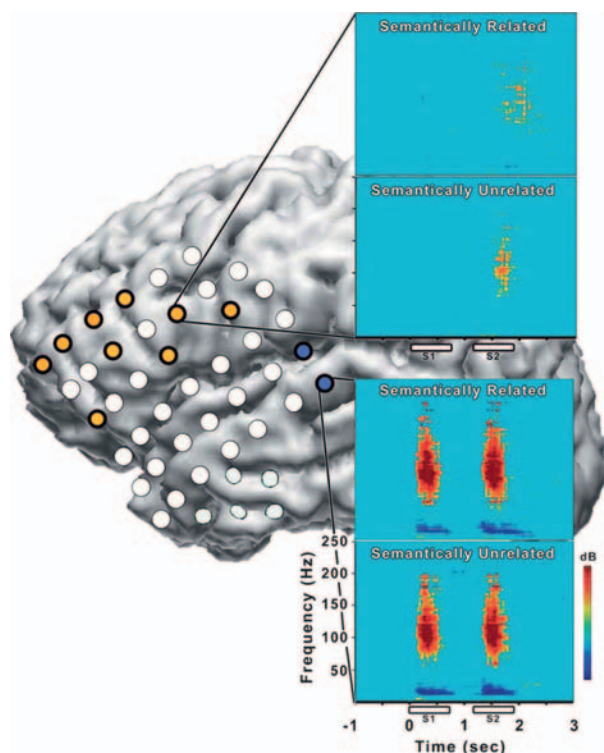 Semantically Related
Semantically Unrelated
S1 S2
Semantically Related
Semantically Unrelated
250
200
150
100
50
Frequency (Hz)
dB
S1 S2
-1 0 1 2 3
Time (sec)